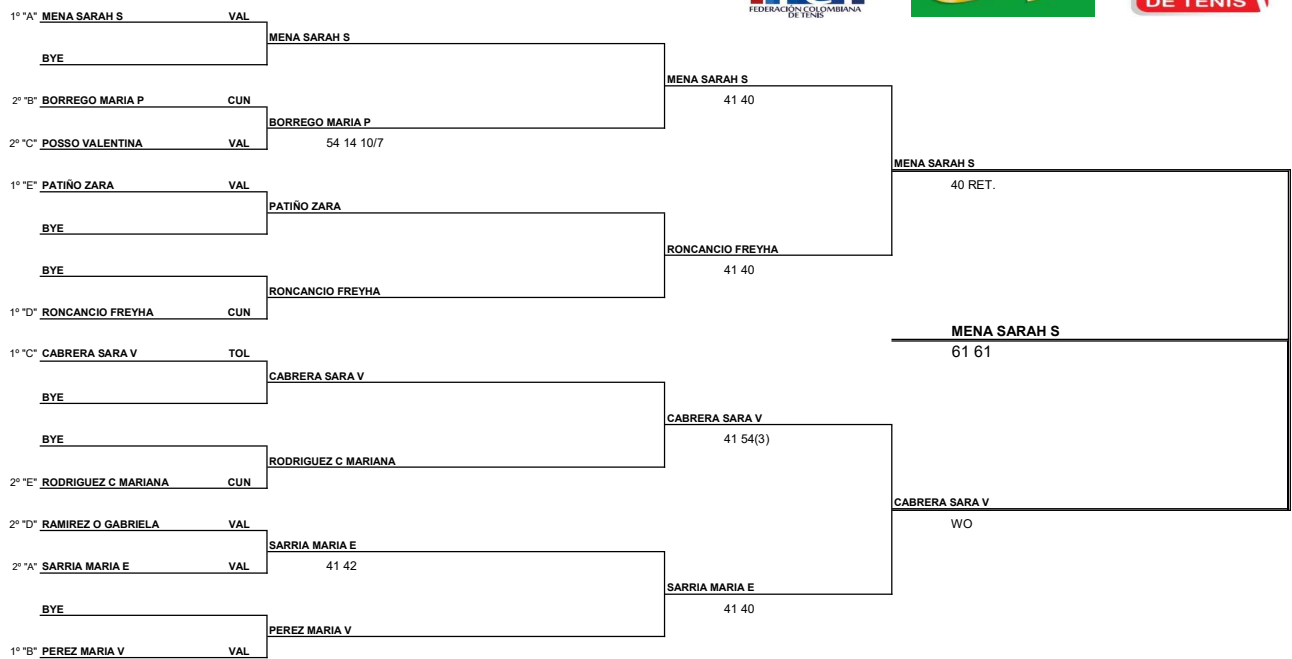 FEDERACIÓN COLOMBIANA
DE TENIS
DE TENIS
1º "A" MENA SARAH S VAL
MENA SARAH S
BYE
MENA SARAH S
41 40
2º "B" BORREGO MARIA P CUN
BORREGO MARIA P
54 14 10/7
2º "C" POSSO VALENTINA VAL
MENA SARAH S
40 RET.
1º "E" PATIÑO ZARA VAL
PATIÑO ZARA
BYE
RONCANCIO FREYHA
41 40
BYE
RONCANCIO FREYHA
1º "D" RONCANCIO FREYHA CUN
MENA SARAH S
61 61
1º "C" CABRERA SARA V TOL
CABRERA SARA V
BYE
CABRERA SARA V
41 54(3)
BYE
RODRIGUEZ C MARIANA
2º "E" RODRIGUEZ C MARIANA CUN
CABRERA SARA V
WO
2º "D" RAMIREZ O GABRIELA VAL
SARRIA MARIA E
41 42
2º "A" SARRIA MARIA E VAL
SARRIA MARIA E
41 40
BYE
PEREZ MARIA V
1º "B" PEREZ MARIA V VAL